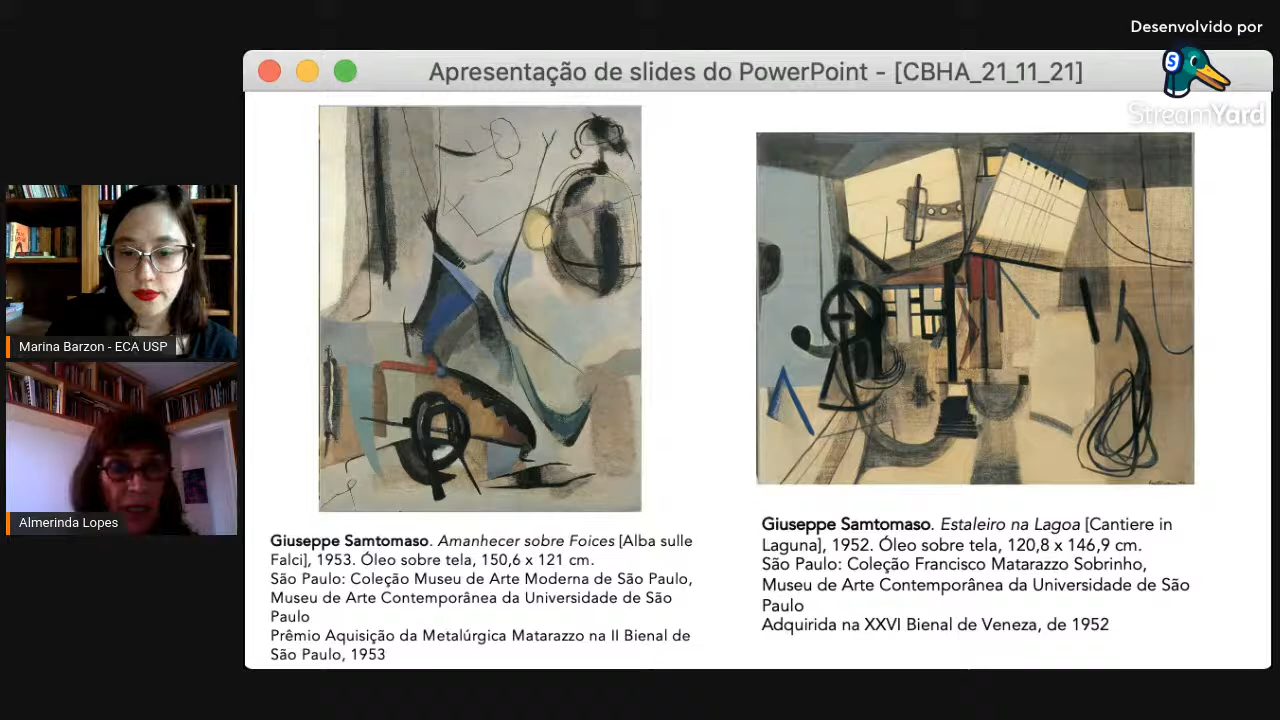 Desenvolvido por
StreamYard
Apresentação de slides do PowerPoint - [CBHA_21_11_21]
Marina Barzon - ECA USP
Almerinda Lopes
Giuseppe Samtomaso. Amanhecer sobre Foices [Alba sulle
Falci], 1953. Óleo sobre tela, 150,6 x 121 cm.
São Paulo: Coleção Museu de Arte Moderna de São Paulo,
Museu de Arte Contemporânea da Universidade de São
Paulo
Prêmio Aquisição da Metalúrgica Matarazzo na II Bienal de
São Paulo, 1953
Giuseppe Samtomaso. Estaleiro na Lagoa [Cantiere in
Laguna], 1952. Óleo sobre tela, 120,8 x 146,9 cm.
São Paulo: Coleção Francisco Matarazzo Sobrinho,
Museu de Arte Contemporânea da Universidade de São
Paulo
Adquirida na XXVI Bienal de Veneza, de 1952